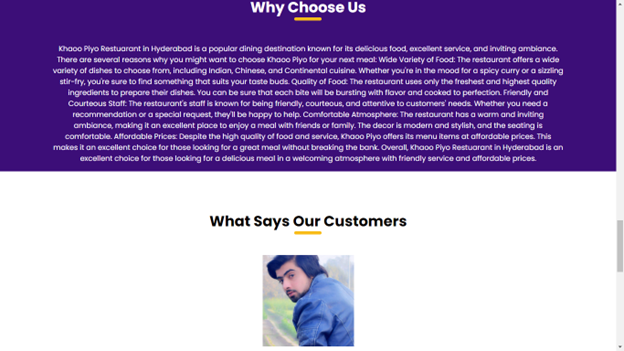 Why Choose Us
Khaoo PIyo Restuarant in Hyderabad is a popular dining destination known for its delicious food, excellent service, and inviting ambiance.
There are several reasons why you might want to choose Khaoo PIyo for your next meal: Wide Variety of Food: The restaurant offers a wide
variety of dishes to choose from, including Indian, Chinese, and Continental cuisine. Whether you're in the mood for a spicy curry or a sizzling
stir-fry, you're sure to find something that suits your taste buds. Quality of Food: The restaurant uses only the freshest and highest quality
ingredients to prepare their dishes. You can be sure that each bite will be bursting with flavor and cooked to perfection. Friendly and
Courteous Staff: The restaurant's staff is known for being friendly, courteous, and attentive to customers' needs. Whether you need a
recommendation or a special request, they'll be happy to help. Comfortable Atmosphere: The restaurant has a warm and inviting
ambiance, making it an excellent place to enjoy a meal with friends or family. The decor is modern and stylish, and the seating is
comfortable. Affordable Prices: Despite the high quality of food and service, Khaoo PIyo offers its menu items at affordable prices. This
makes it an excellent choice for those looking for a great meal without breaking the bank. Overall, Khaoo PIyo Restuarant in Hyderabad is an
excellent choice for those looking for a delicious meal in a welcoming atmosphere with friendly service and affordable prices.
What Says Our Customers